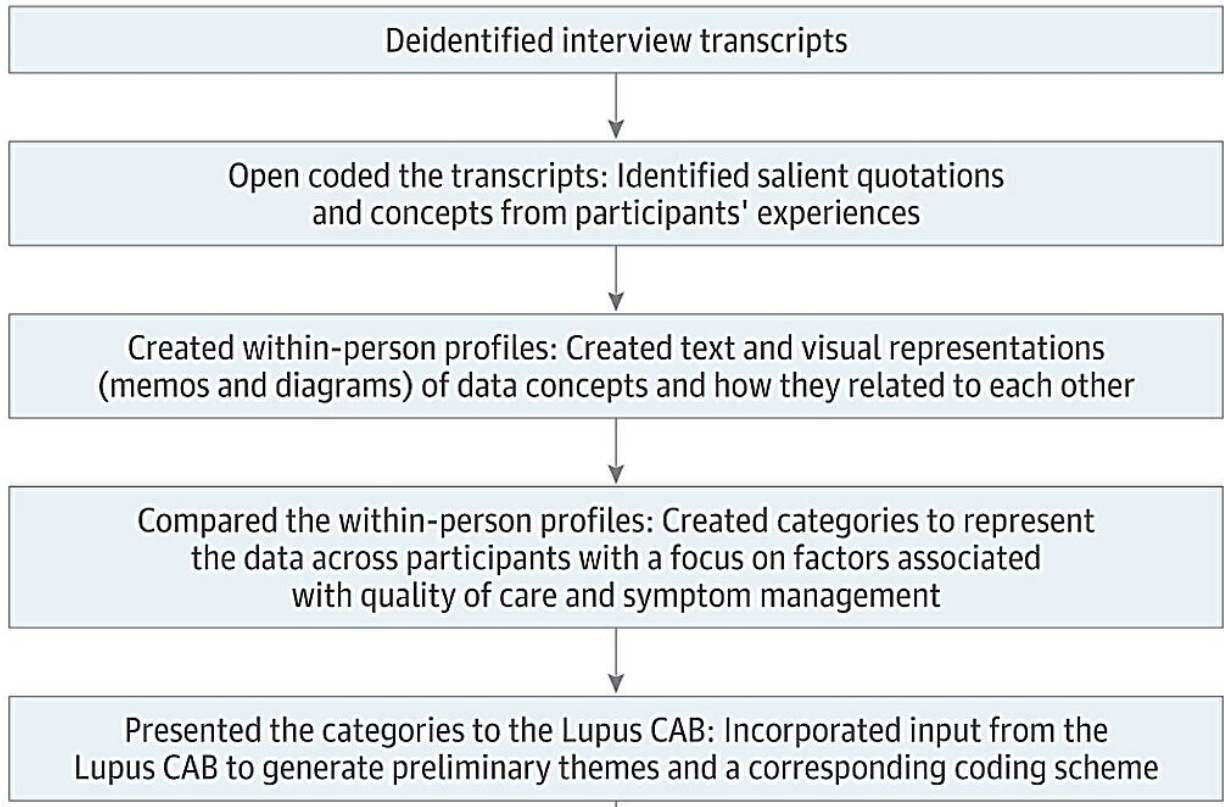 Deidentified interview transcripts
Open coded the transcripts: Identified salient quotations
and concepts from participants' experiences
Created within-person profiles: Created text and visual representations
(memos and diagrams) of data concepts and how they related to each other
Compared the within-person profiles: Created categories to represent
the data across participants with a focus on factors associated
with quality of care and symptom management
Presented the categories to the Lupus CAB: Incorporated input from the
Lupus CAB to generate preliminary themes and a corresponding coding scheme